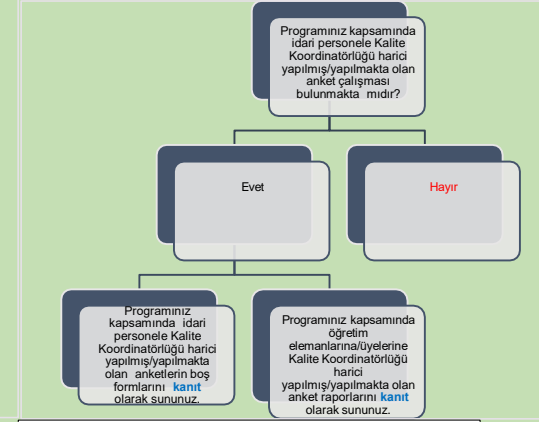 Programınız kapsamında
idari personele Kalite
Koordinatörlüğü harici
yapılmış/yapılmakta olan
anket çalışması
bulunmakta mıdır?
Evet
Hayır
Programınız
kapsamında idari
personele Kalite
Koordinatörlüğü harici
yapılmış/yapılmakta
olan anketlerin boş
formlarını kanıt
olarak sununuz.
Programınız kapsamında
öğretim
elemanlarına/üyelerine
Kalite Koordinatörlüğü
harici
yapılmış/yapılmakta olan
anket raporlarını kanıt
olarak sununuz.